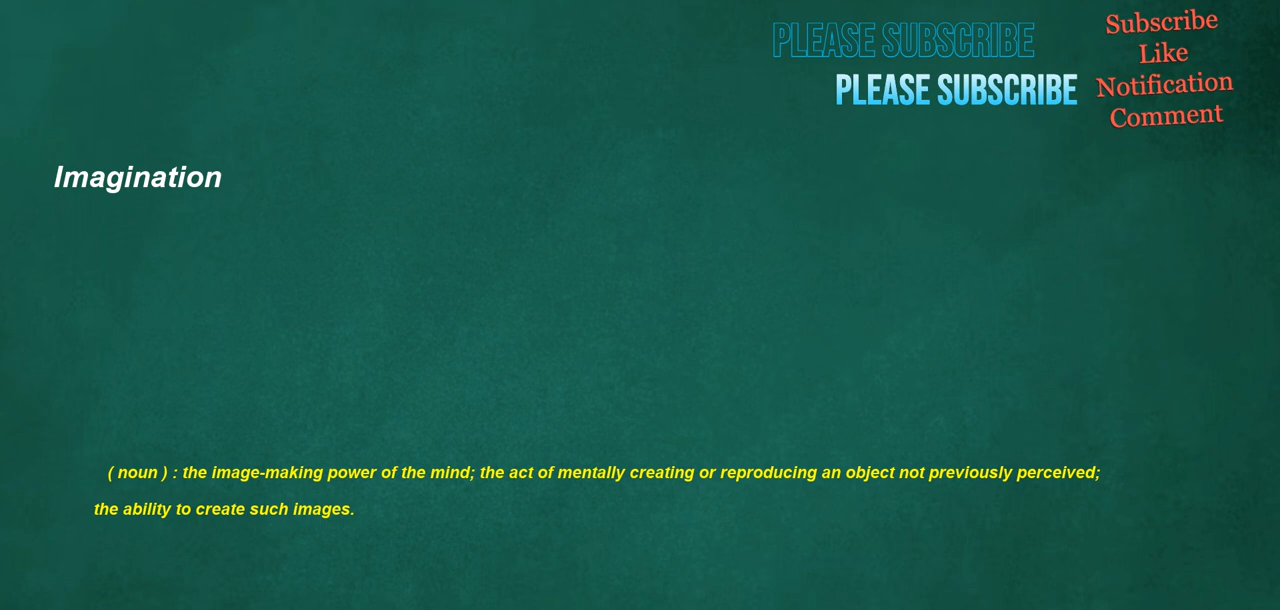 PLEASE SUBSCRIBE
PLEASE SUBSCRIBE
Subscribe
Like
Notification
Comment
Imagination
( noun ) : the image-making power of the mind; the act of mentally creating or reproducing an object not previously perceived;
the ability to create such images.